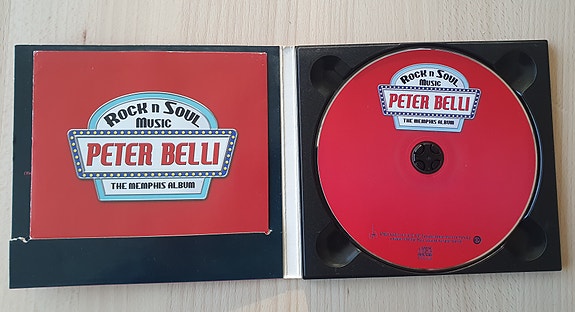 Rock n Soul
Music
PETER BELLI
THE MEMPHIS ALBUM
Rock n Soul
Music
PETER BELLI
THE MEMPHIS ALBUM